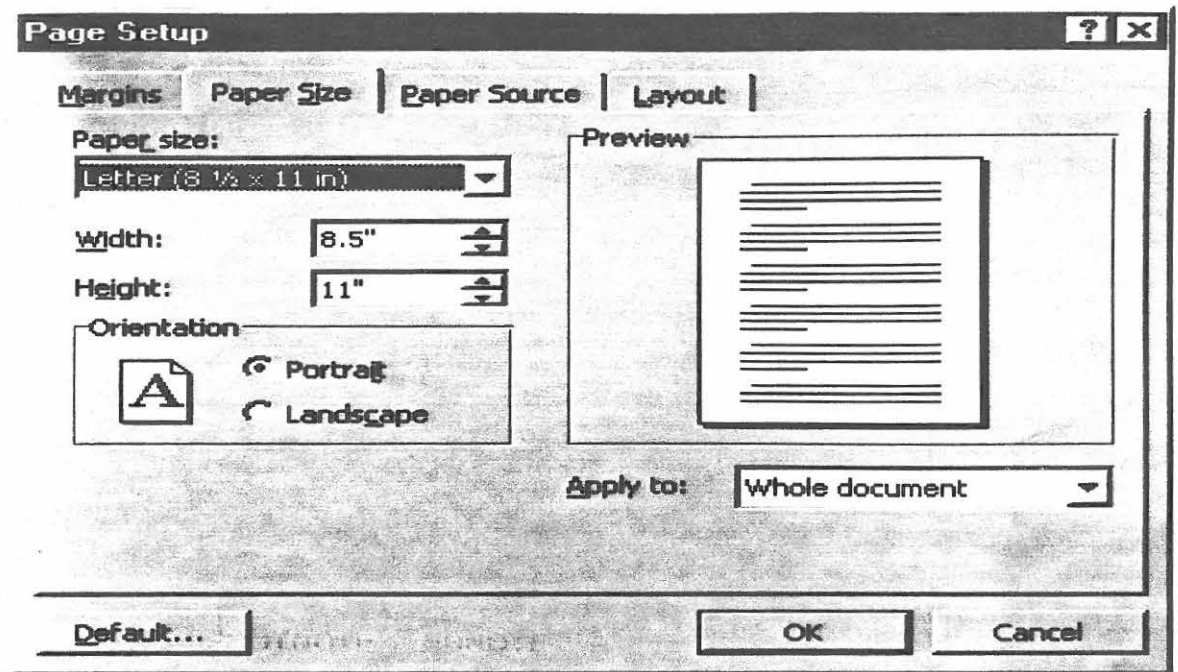 Page Setup
Margins Paper Size Paper Source Layout
Paper size:
Letter (8 ½ x 11 in)
Width: 8.5"
Height: 11"
Orientation
A
Portrait
Landscape
Preview
Apply to: Whole document
Default... OK Cancel